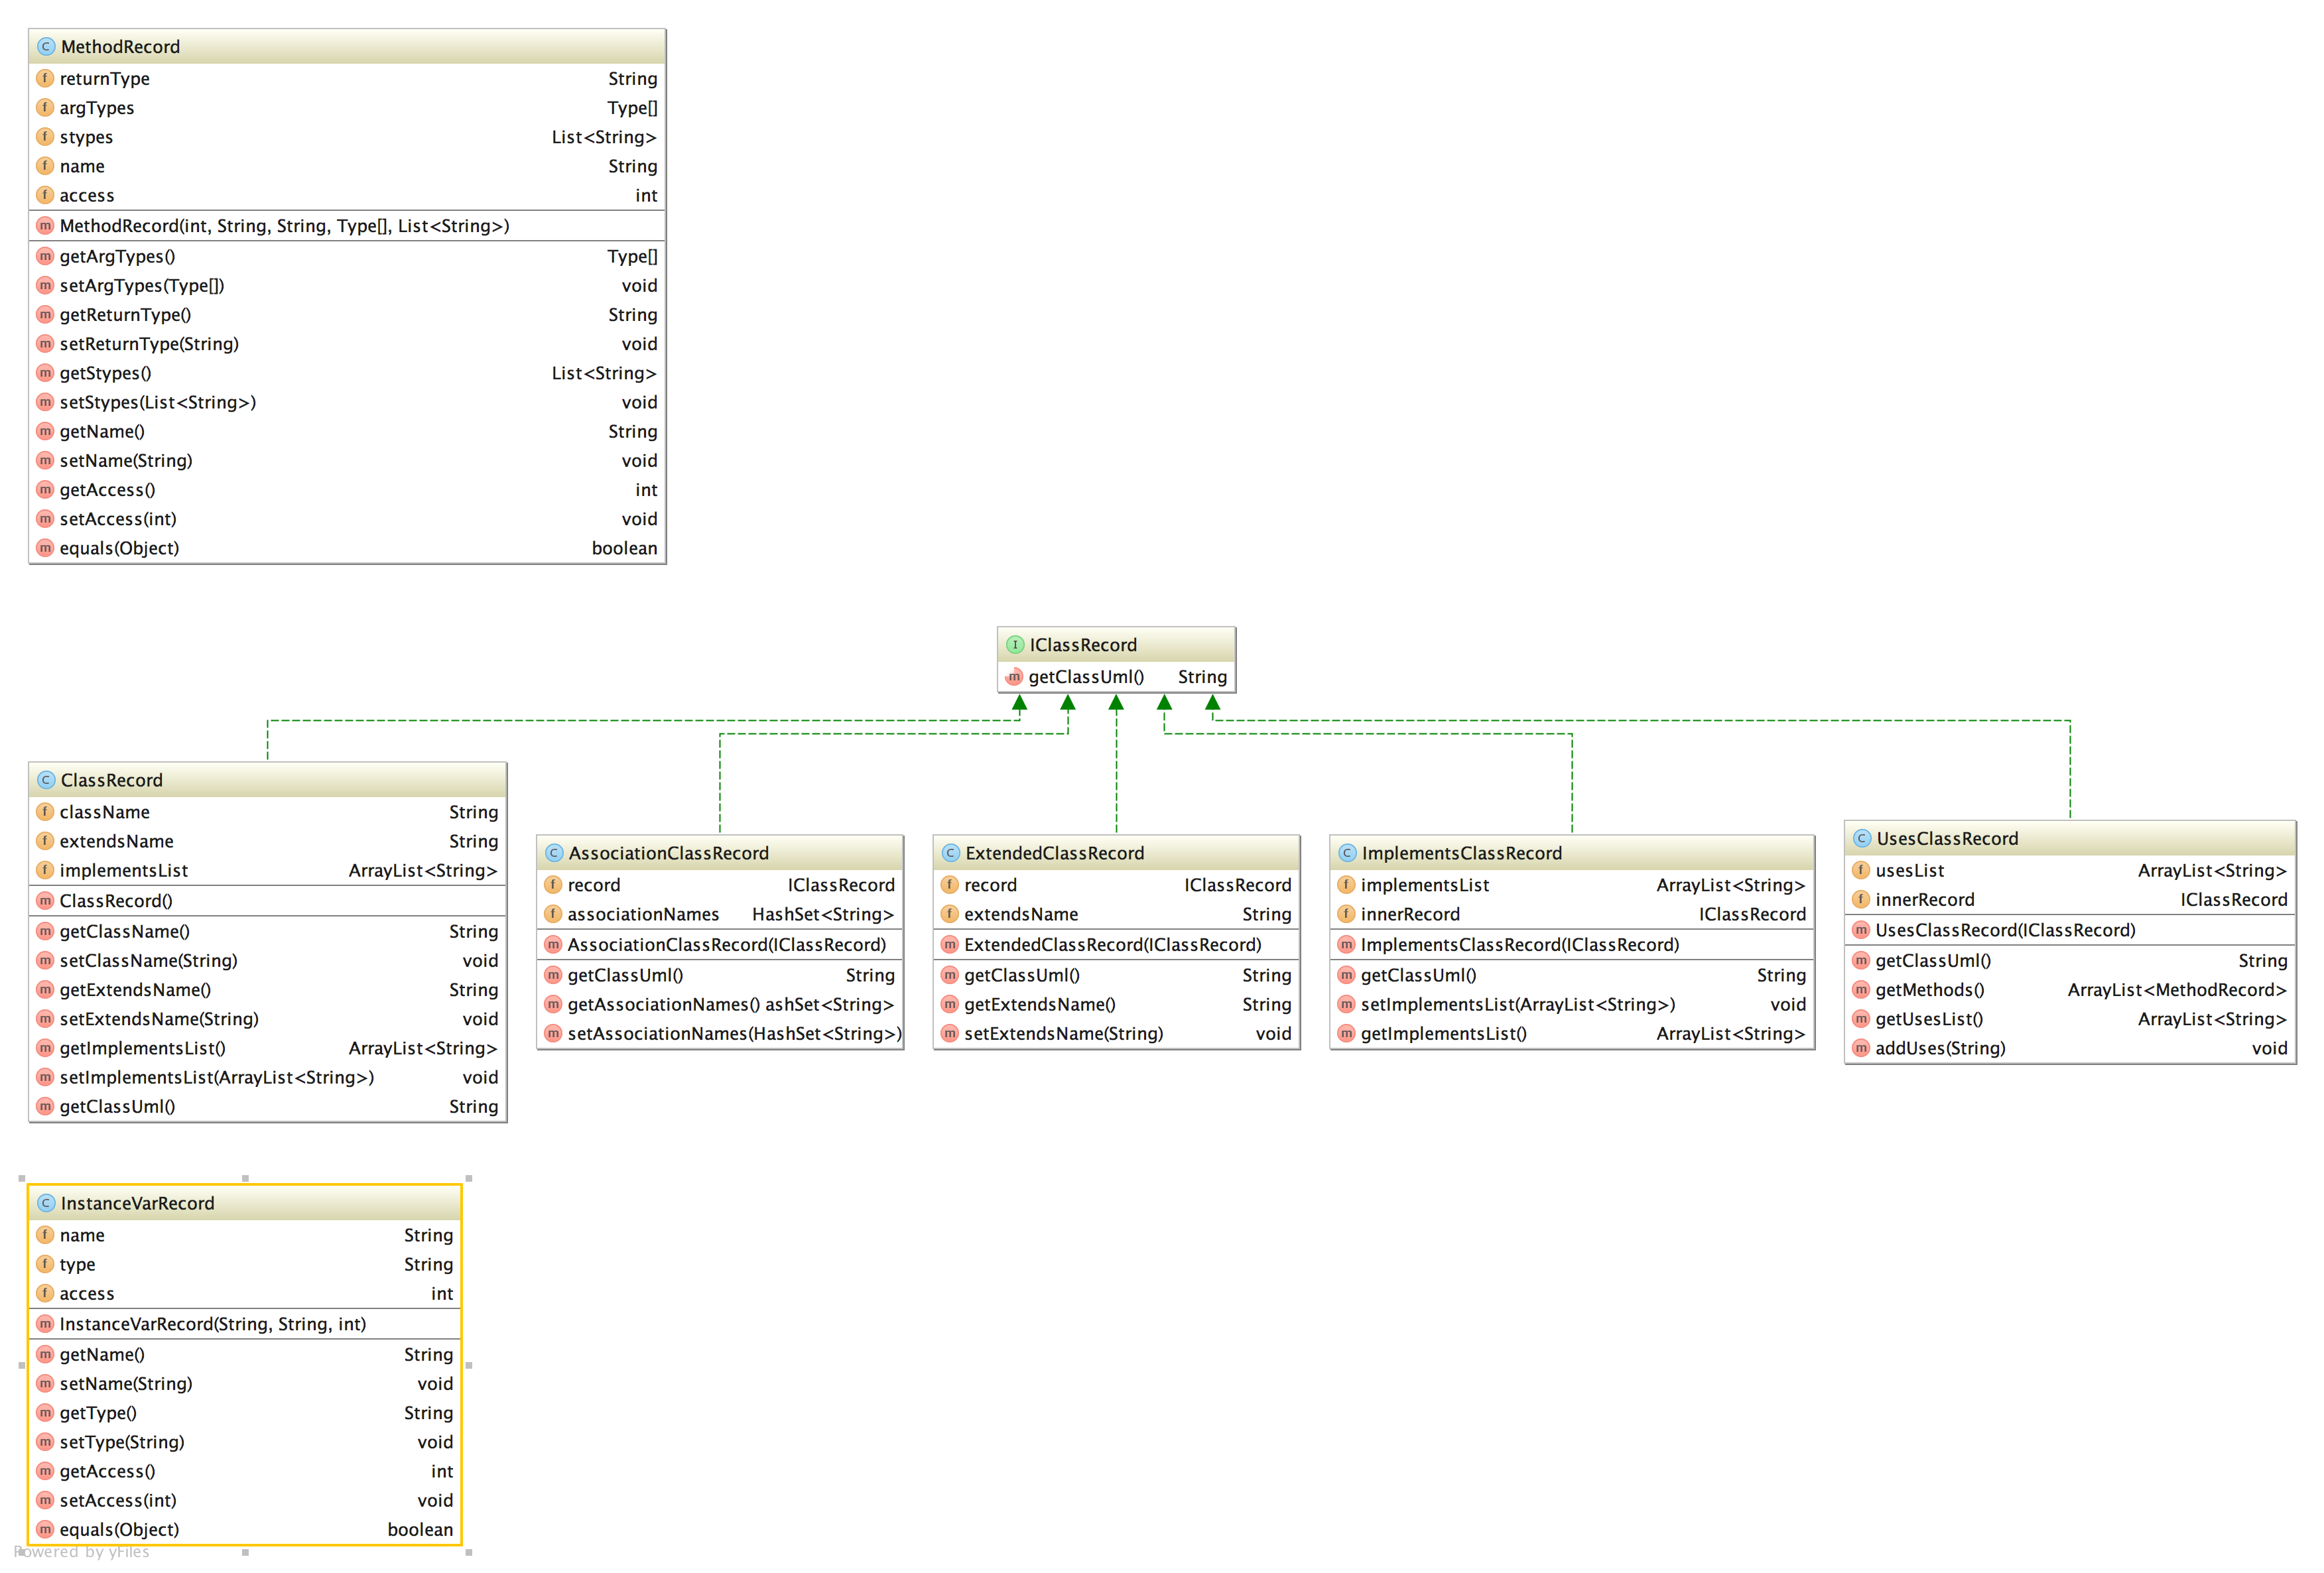 C MethodRecord
f returnType String
f argTypes Type[]
f stypes List<String>
f name String
f access int
m MethodRecord(int, String, String, Type[], List<String>)
m getArgTypes() Type[]
m setArgTypes(Type[]) void
m getReturnType() String
m setReturnType(String) void
m getStypes() List<String>
m setStypes(List<String>) void
m getName() String
m setName(String) void
m getAccess() int
m setAccess(int) void
m equals(Object) boolean
I IClassRecord
m getClassUml() String
C ClassRecord
f className String
f extendsName String
f implementsList ArrayList<String>
m ClassRecord()
m getClassName() String
m setClassName(String) void
m getExtendsName() String
m setExtendsName(String) void
m getImplementsList() ArrayList<String>
m setImplementsList(ArrayList<String>) void
m getClassUml() String
C AssociationClassRecord
f record IClassRecord
f associationNames HashSet<String>
m AssociationClassRecord(IClassRecord)
m getClassUml() String
m getAssociationNames() ashSet<String>
m setAssociationNames(HashSet<String>)
C ExtendedClassRecord
f record IClassRecord
f extendsName String
m ExtendedClassRecord(IClassRecord)
m getClassUml() String
m getExtendsName() String
m setExtendsName(String) void
C ImplementsClassRecord
f implementsList ArrayList<String>
f innerRecord IClassRecord
m ImplementsClassRecord(IClassRecord)
m getClassUml() String
m setImplementsList(ArrayList<String>) void
m getImplementsList() ArrayList<String>
C UsesClassRecord
f usesList ArrayList<String>
f innerRecord IClassRecord
m UsesClassRecord(IClassRecord)
m getClassUml() String
m getMethods() ArrayList<MethodRecord>
m getUsesList() ArrayList<String>
m addUses(String) void
C InstanceVarRecord
f name String
f type String
f access int
m InstanceVarRecord(String, String, int)
m getName() String
m setName(String) void
m getType() String
m setType(String) void
m getAccess() int
m setAccess(int) void
m equals(Object) boolean
Powered by yFiles